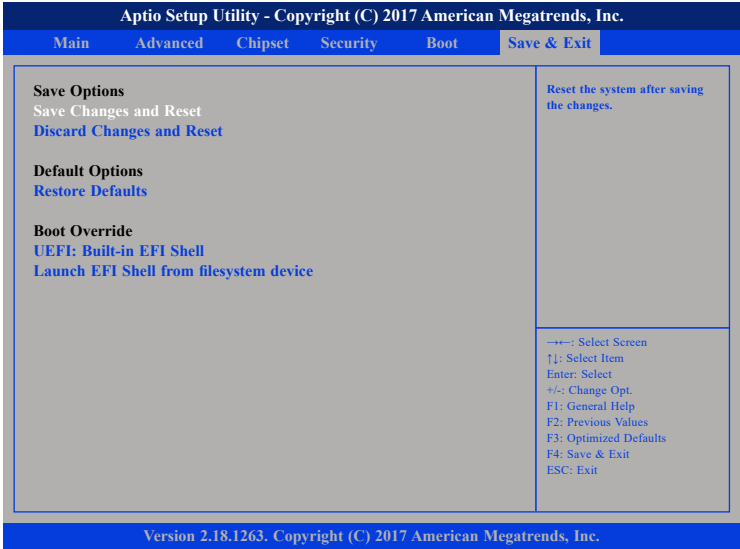 Aptio Setup Utility - Copyright (C) 2017 American Megatrends, Inc.
Main Advanced Chipset Security Boot Save & Exit
Save Options
Save Changes and Reset
Discard Changes and Reset
Default Options
Restore Defaults
Boot Override
UEFI: Built-in EFI Shell
Launch EFI Shell from filesystem device
Reset the system after saving
the changes.
→←: Select Screen
↑↓: Select Item
Enter: Select
+/-: Change Opt.
F1: General Help
F2: Previous Values
F3: Optimized Defaults
F4: Save & Exit
ESC: Exit
Version 2.18.1263. Copyright (C) 2017 American Megatrends, Inc.